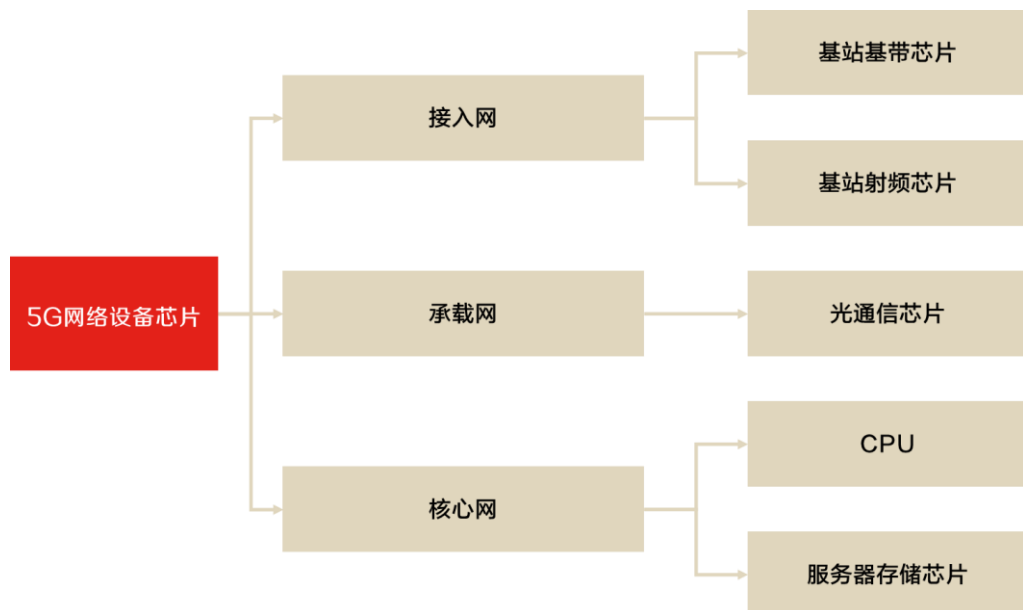 基站基带芯片
接入网
基站射频芯片
5G网络设备芯片
承载网
光通信芯片
CPU
核心网
服务器存储芯片